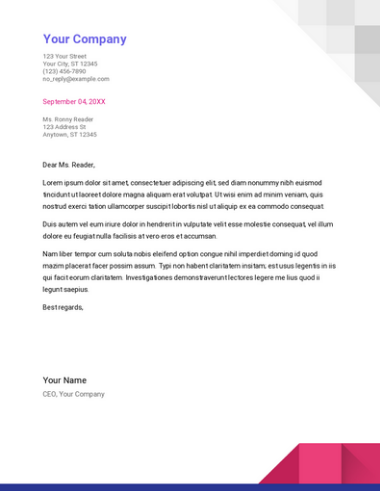 Your Company
123 Your Street
Your City, ST 12345
(123) 456-7890
no_reply@example.com
September 04, 20XX
Ms. Ronny Reader
123 Address St
Anytown, ST 12345
Dear Ms. Reader,
Lorem ipsum dolor sit amet, consectetuer adipiscing elit, sed diam nonummy nibh euismod
tincidunt ut laoreet dolore magna aliquam erat volutpat. Ut wisi enim ad minim veniam, quis
nostrud exerci tation ullamcorper suscipit lobortis nisl ut aliquip ex ea commodo consequat.
Duis autem vel eum iriure dolor in hendrerit in vulputate velit esse molestie consequat, vel illum
dolore eu feugiat nulla facilisis at vero eros et accumsan.
Nam liber tempor cum soluta nobis eleifend option congue nihil imperdiet doming id quod
mazim placerat facer possim assum. Typi non habent claritatem insitam; est usus legentis in iis
qui facit eorum claritatem. Investigationes demonstraverunt lectores legere me lius quod ii
legunt saepius.
Best regards,
Your Name
CEO, Your Company